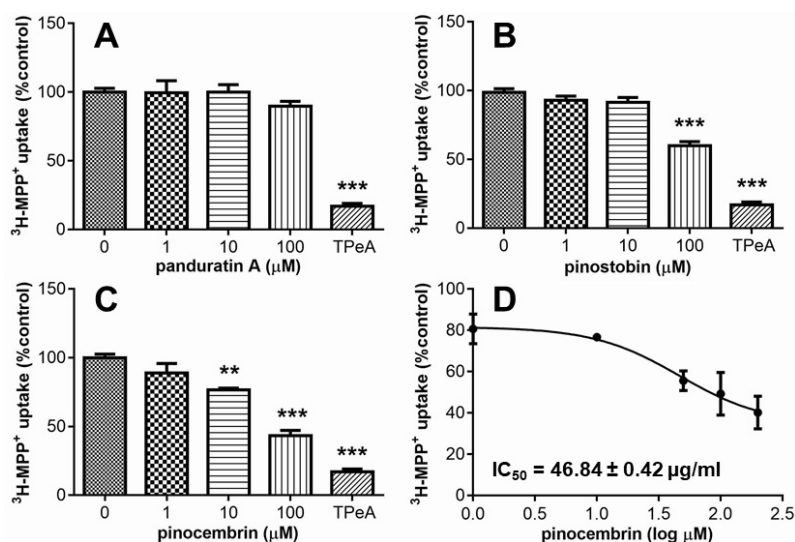 A
³H-MPP⁺ uptake (%control)
150
100
50
0
***
0 1 10 100 TPeA
panduratin A (μM)
B
³H-MPP⁺ uptake (%control)
150
100
50
0
***
***
0 1 10 100 TPeA
pinostobin (μM)
C
³H-MPP⁺ uptake (%control)
150
100
50
0
**
***
***
0 1 10 100 TPeA
pinocembrin (μM)
D
³H-MPP⁺ uptake (%control)
100
80
60
40
20
0
IC₅₀ = 46.84 ± 0.42 μg/ml
0.0 0.5 1.0 1.5 2.0 2.5
pinocembrin (log μM)